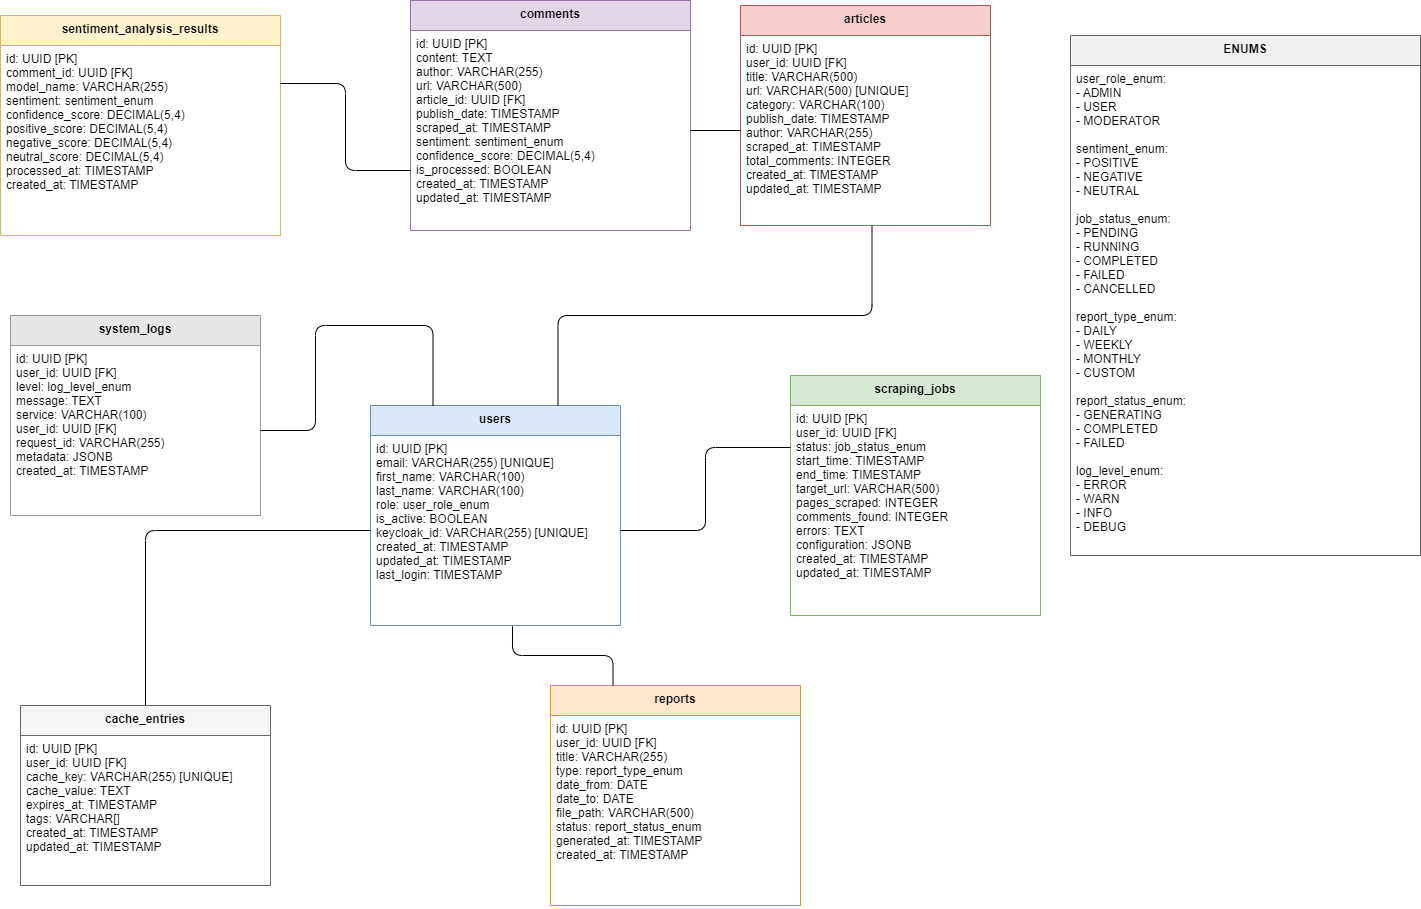 sentiment_analysis_results
id: UUID [PK]
comment_id: UUID [FK]
model_name: VARCHAR(255)
sentiment: sentiment_enum
confidence_score: DECIMAL(5,4)
positive_score: DECIMAL(5,4)
negative_score: DECIMAL(5,4)
neutral_score: DECIMAL(5,4)
processed_at: TIMESTAMP
created_at: TIMESTAMP
comments
id: UUID [PK]
content: TEXT
author: VARCHAR(255)
url: VARCHAR(500)
article_id: UUID [FK]
publish_date: TIMESTAMP
scraped_at: TIMESTAMP
sentiment: sentiment_enum
confidence_score: DECIMAL(5,4)
is_processed: BOOLEAN
created_at: TIMESTAMP
updated_at: TIMESTAMP
articles
id: UUID [PK]
user_id: UUID [FK]
title: VARCHAR(500)
url: VARCHAR(500) [UNIQUE]
category: VARCHAR(100)
publish_date: TIMESTAMP
author: VARCHAR(255)
scraped_at: TIMESTAMP
total_comments: INTEGER
created_at: TIMESTAMP
updated_at: TIMESTAMP
ENUMS
user_role_enum:
- ADMIN
- USER
- MODERATOR
sentiment_enum:
- POSITIVE
- NEGATIVE
- NEUTRAL
job_status_enum:
- PENDING
- RUNNING
- COMPLETED
- FAILED
- CANCELLED
report_type_enum:
- DAILY
- WEEKLY
- MONTHLY
- CUSTOM
report_status_enum:
- GENERATING
- COMPLETED
- FAILED
log_level_enum:
- ERROR
- WARN
- INFO
- DEBUG
system_logs
id: UUID [PK]
user_id: UUID [FK]
level: log_level_enum
message: TEXT
service: VARCHAR(100)
user_id: UUID [FK]
request_id: VARCHAR(255)
metadata: JSONB
created_at: TIMESTAMP
users
id: UUID [PK]
email: VARCHAR(255) [UNIQUE]
first_name: VARCHAR(100)
last_name: VARCHAR(100)
role: user_role_enum
is_active: BOOLEAN
keycloak_id: VARCHAR(255) [UNIQUE]
created_at: TIMESTAMP
updated_at: TIMESTAMP
last_login: TIMESTAMP
scraping_jobs
id: UUID [PK]
user_id: UUID [FK]
status: job_status_enum
start_time: TIMESTAMP
end_time: TIMESTAMP
target_url: VARCHAR(500)
pages_scraped: INTEGER
comments_found: INTEGER
errors: TEXT
configuration: JSONB
created_at: TIMESTAMP
updated_at: TIMESTAMP
cache_entries
id: UUID [PK]
user_id: UUID [FK]
cache_key: VARCHAR(255) [UNIQUE]
cache_value: TEXT
expires_at: TIMESTAMP
tags: VARCHAR[]
created_at: TIMESTAMP
updated_at: TIMESTAMP
reports
id: UUID [PK]
user_id: UUID [FK]
title: VARCHAR(255)
type: report_type_enum
date_from: DATE
date_to: DATE
file_path: VARCHAR(500)
status: report_status_enum
generated_at: TIMESTAMP
created_at: TIMESTAMP